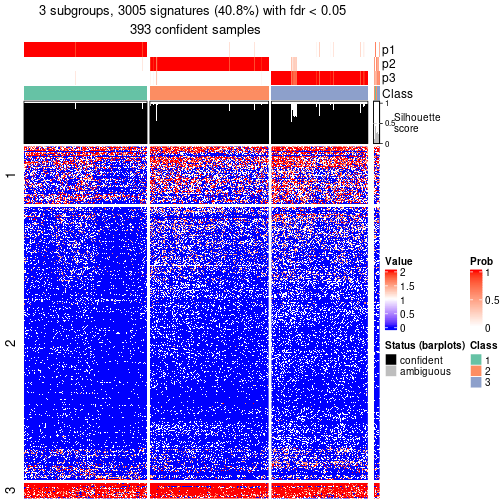 3 subgroups, 3005 signatures (40.8%) with fdr < 0.05
393 confident samples
p1
p2
p3
Class
1
0.5
0
Silhouette
score
1
2
3
Value
2
1.5
1
0.5
0
Prob
1
0.5
0
Status (barplots)
confident
ambiguous
Class
1
2
3